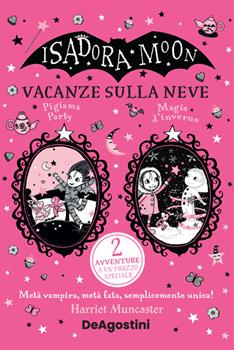 ISADORA MOON
VACANZE SULLA NEVE
Pigiama
Party
Magie
d'inverno
2
AVVENTURE
A UN PREZZO
SPECIALE
Metà vampira, metà fata, semplicemente unica!
Harriet Muncaster
DeAGOSTINI